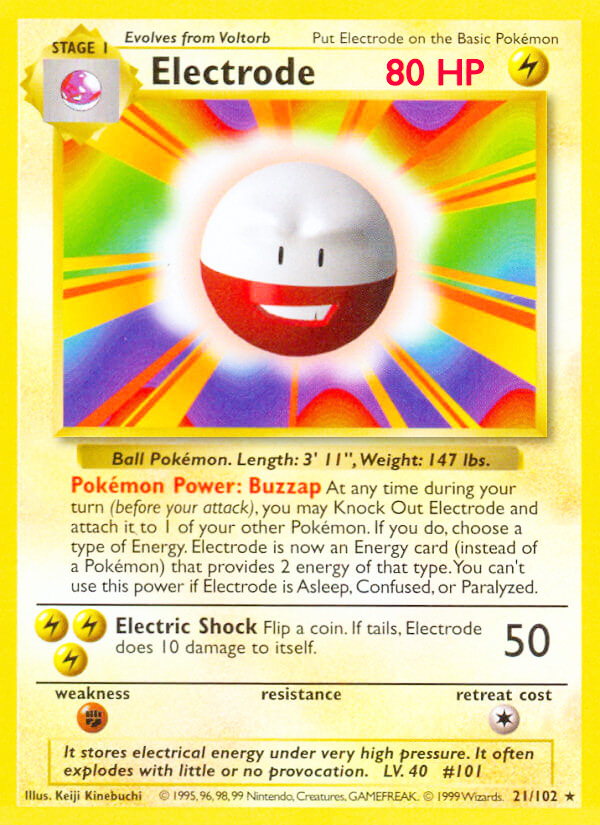 STAGE 1
Evolves from Voltorb
Put Electrode on the Basic Pokémon
Electrode
80 HP
Ball Pokémon. Length: 3' 11", Weight: 147 lbs.
Pokémon Power: Buzzap At any time during your
turn (before your attack), you may Knock Out Electrode and
attach it to 1 of your other Pokémon. If you do, choose a
type of Energy. Electrode is now an Energy card (instead of
a Pokémon) that provides 2 energy of that type. You can't
use this power if Electrode is Asleep, Confused, or Paralyzed.
Electric Shock Flip a coin. If tails, Electrode
does 10 damage to itself.
50
weakness
resistance
retreat cost
It stores electrical energy under very high pressure. It often
explodes with little or no provocation. LV. 40 #101
Illus. Keiji Kinebuchi
© 1995, 96, 98, 99 Nintendo, Creatures, GAMEFREAK. © 1999 Wizards.
21/102 ★